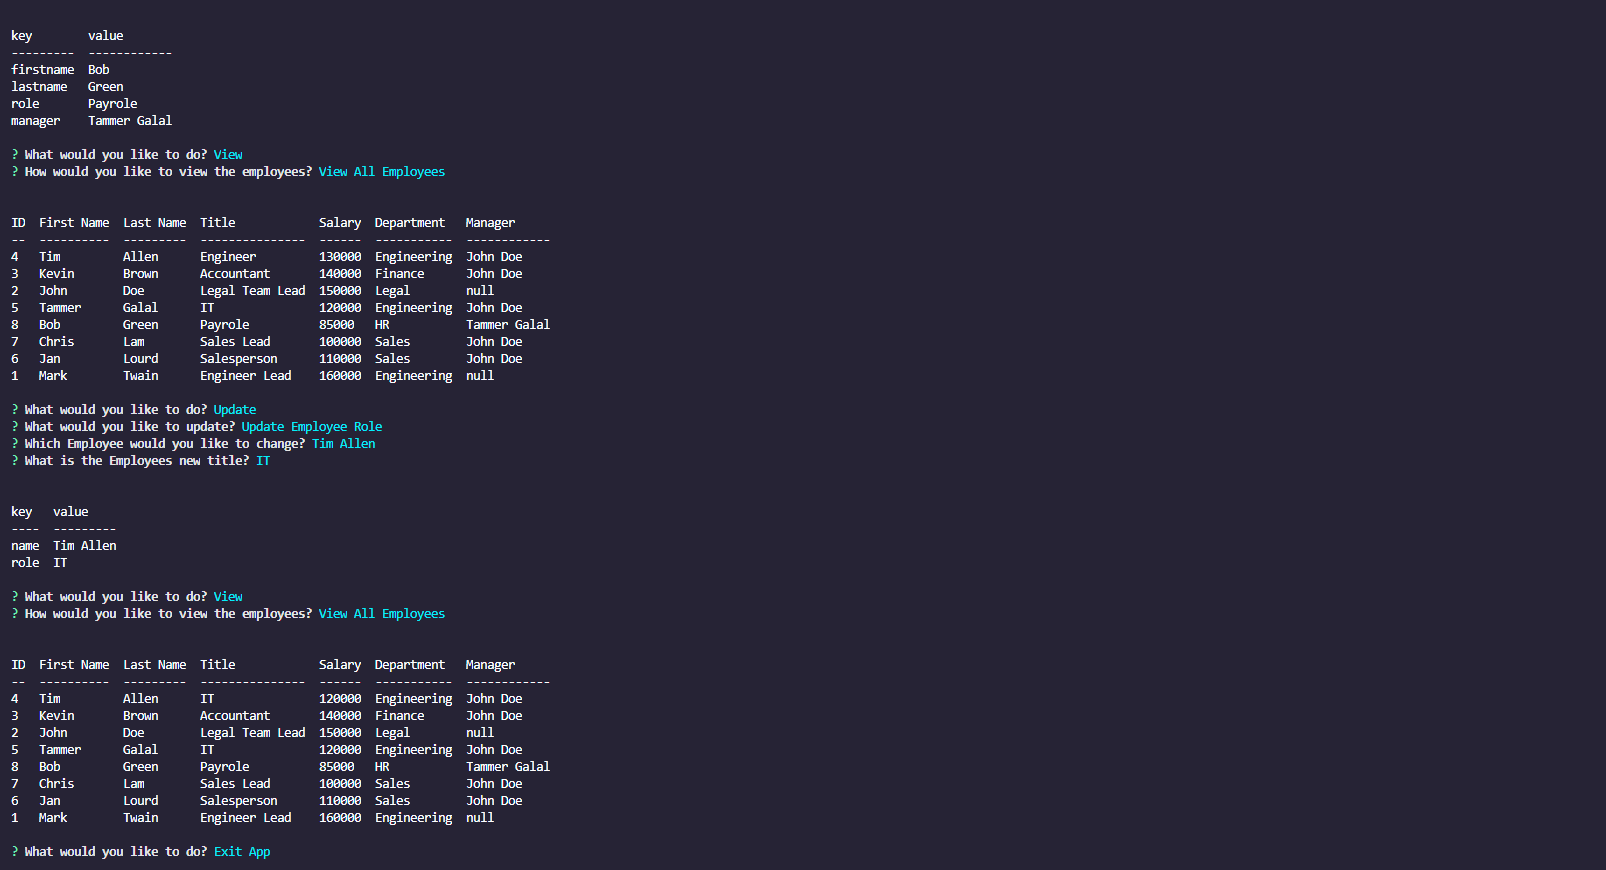 key        value
---------  ------------
firstname  Bob
lastname   Green
role       Payrole
manager    Tammer Galal
? What would you like to do? View
? How would you like to view the employees? View All Employees
ID  First Name  Last Name  Title            Salary  Department   Manager
--  ----------  ---------  ---------------  ------  -----------  ------------
4   Tim         Allen      Engineer         130000  Engineering  John Doe
3   Kevin       Brown      Accountant       140000  Finance      John Doe
2   John        Doe        Legal Team Lead  150000  Legal        null
5   Tammer      Galal      IT               120000  Engineering  John Doe
8   Bob         Green      Payrole          85000   HR           Tammer Galal
7   Chris       Lam        Sales Lead       100000  Sales        John Doe
6   Jan         Lourd      Salesperson      110000  Sales        John Doe
1   Mark        Twain      Engineer Lead    160000  Engineering  null
? What would you like to do? Update
? What would you like to update? Update Employee Role
? Which Employee would you like to change? Tim Allen
? What is the Employees new title? IT
key   value
----  ---------
name  Tim Allen
role  IT
? What would you like to do? View
? How would you like to view the employees? View All Employees
ID  First Name  Last Name  Title            Salary  Department   Manager
--  ----------  ---------  ---------------  ------  -----------  ------------
4   Tim         Allen      IT               120000  Engineering  John Doe
3   Kevin       Brown      Accountant       140000  Finance      John Doe
2   John        Doe        Legal Team Lead  150000  Legal        null
5   Tammer      Galal      IT               120000  Engineering  John Doe
8   Bob         Green      Payrole          85000   HR           Tammer Galal
7   Chris       Lam        Sales Lead       100000  Sales        John Doe
6   Jan         Lourd      Salesperson      110000  Sales        John Doe
1   Mark        Twain      Engineer Lead    160000  Engineering  null
? What would you like to do? Exit App